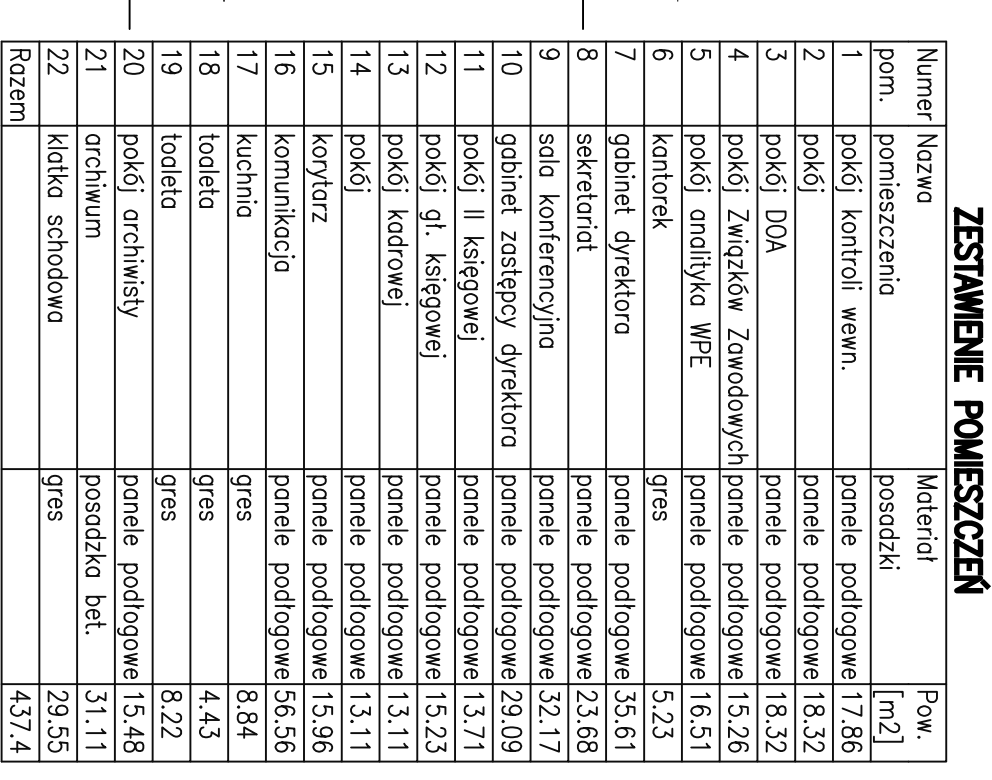 ZESTAWIENIE POMIESZCZEŃ
Numer pom. Nazwa pomieszczenia Materiał posadzki Pow. [m2]
1 pokój kontroli wewn. panele podłogowe 17.86
2 pokój panele podłogowe 18.32
3 pokój DOA panele podłogowe 18.32
4 pokój Związków Zawodowych panele podłogowe 15.26
5 pokój analityka WPE panele podłogowe 16.51
6 kantorek gres 5.23
7 gabinet dyrektora panele podłogowe 35.61
8 sekretariat panele podłogowe 23.68
9 sala konferencyjna panele podłogowe 32.17
10 gabinet zastępcy dyrektora panele podłogowe 29.09
11 pokój II księgowej panele podłogowe 13.71
12 pokój gł. księgowej panele podłogowe 15.23
13 pokój kadrowej panele podłogowe 13.11
14 pokój panele podłogowe 13.11
15 korytarz panele podłogowe 15.96
16 komunikacja panele podłogowe 56.56
17 kuchnia gres 8.84
18 toaleta gres 4.43
19 toaleta gres 8.22
20 pokój archiwisty panele podłogowe 15.48
21 archiwum posadzka bet. 31.11
22 klatka schodowa gres 29.55
Razem 437.4